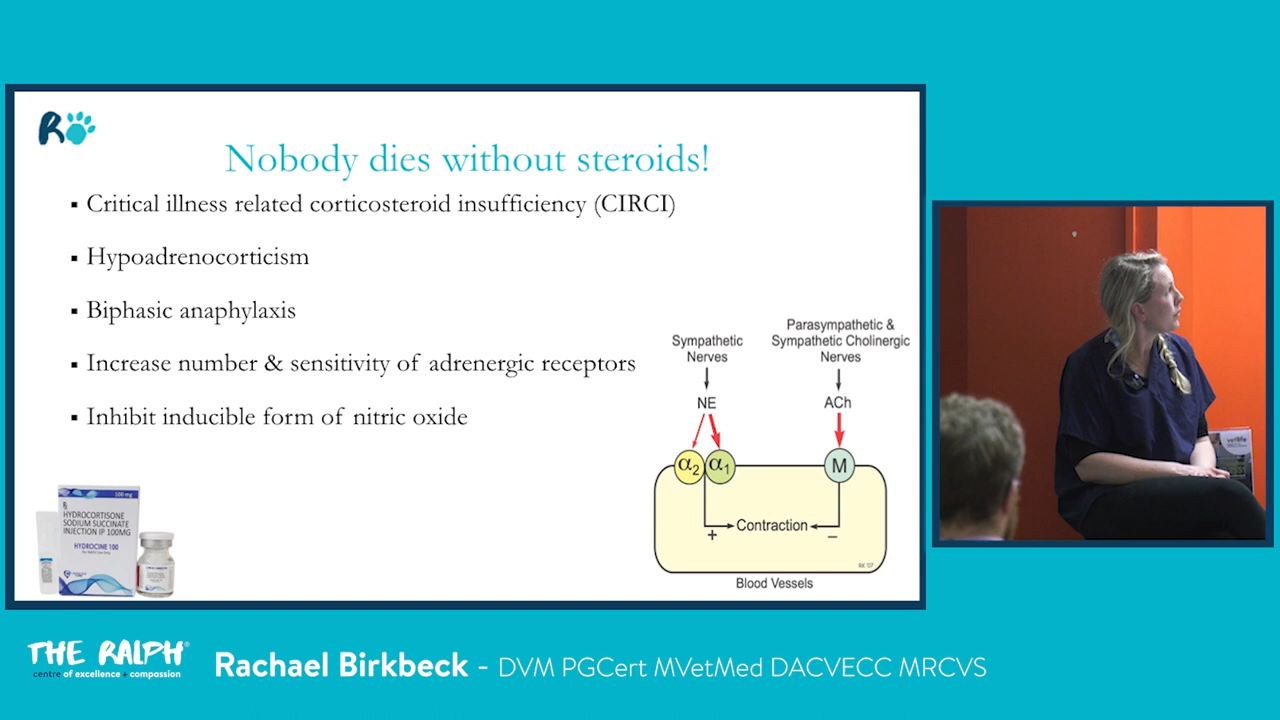 R
Nobody dies without steroids!
▪ Critical illness related corticosteroid insufficiency (CIRCI)
▪ Hypoadrenocorticism
▪ Biphasic anaphylaxis
▪ Increase number & sensitivity of adrenergic receptors
▪ Inhibit inducible form of nitric oxide
Sympathetic
Nerves
NE
α2 α1
Parasympathetic &
Sympathetic Cholinergic
Nerves
ACh
M
Contraction
+ −
Blood Vessels
100 mg
HYDROCORTISONE
SODIUM SUCCINATE
INJECTION IP 100MG
HYDROCINE 100
vetlife
THE RALPH®
centre of excellence + compassion
Rachael Birkbeck - DVM PGCert MVetMed DACVECC MRCVS